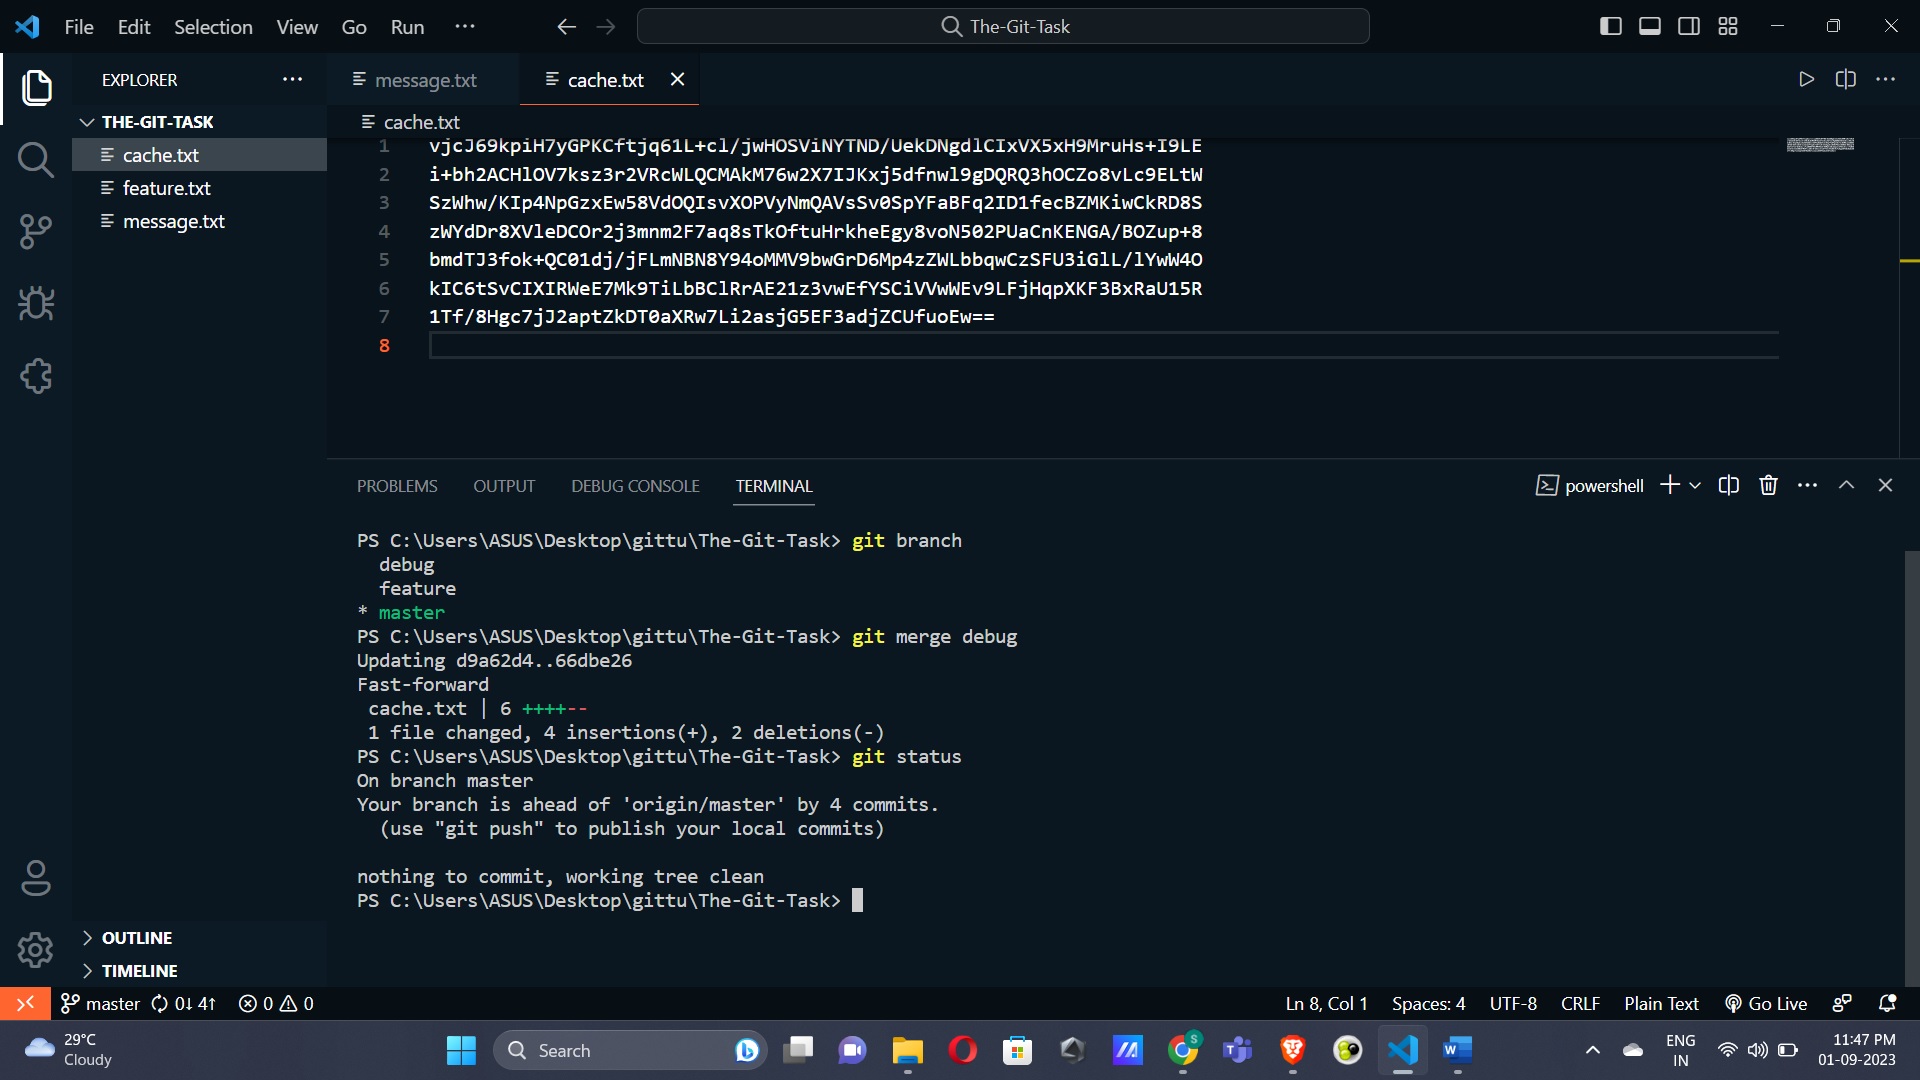 File Edit Selection View Go Run ···
The-Git-Task
EXPLORER
THE-GIT-TASK
cache.txt
feature.txt
message.txt
OUTLINE
TIMELINE
message.txt
cache.txt
cache.txt
1 vjcJ69kpiH7yGPKCftjq61L+cl/jwHOSViNYTND/UekDNgdlCIxVX5xH9MruHs+I9LE
2 i+bh2ACHlOV7ksz3r2VRcWLQCMAkM76w2X7IJKxj5dfnwl9gDQRQ3hOCZo8vLc9ELtW
3 SzWhw/KIp4NpGzxEw58VdOQIsvXOPVyNmQAVsSv0SpYFaBFq2ID1fecBZMKiwCkRD8S
4 zWYdDr8XVleDCOr2j3mnm2F7aq8sTkOftuHrkheEgy8voN502PUaCnKENGA/BOZup+8
5 bmdTJ3fok+QC01dj/jFLmNBN8Y94oMMV9bwGrD6Mp4zZWLbbqwCzSFU3iGlL/lYwW4O
6 kIC6tSvCIXIRWeE7Mk9TiLbBClRrAE21z3vwEfYSCiVVwWEv9LFjHqpXKF3BxRaU15R
7 1Tf/8Hgc7jJ2aptZkDT0aXRw7Li2asjG5EF3adjZCUfuoEw==
8
PROBLEMS OUTPUT DEBUG CONSOLE TERMINAL
powershell
PS C:\Users\ASUS\Desktop\gittu\The-Git-Task> git branch
debug
feature
* master
PS C:\Users\ASUS\Desktop\gittu\The-Git-Task> git merge debug
Updating d9a62d4..66dbe26
Fast-forward
cache.txt | 6 ++++--
1 file changed, 4 insertions(+), 2 deletions(-)
PS C:\Users\ASUS\Desktop\gittu\The-Git-Task> git status
On branch master
Your branch is ahead of 'origin/master' by 4 commits.
(use "git push" to publish your local commits)
nothing to commit, working tree clean
PS C:\Users\ASUS\Desktop\gittu\The-Git-Task>
master 0↓ 4↑ 0 0
Ln 8, Col 1 Spaces: 4 UTF-8 CRLF Plain Text Go Live
29°C
Cloudy
Search
S
W
ENG
IN
11:47 PM
01-09-2023